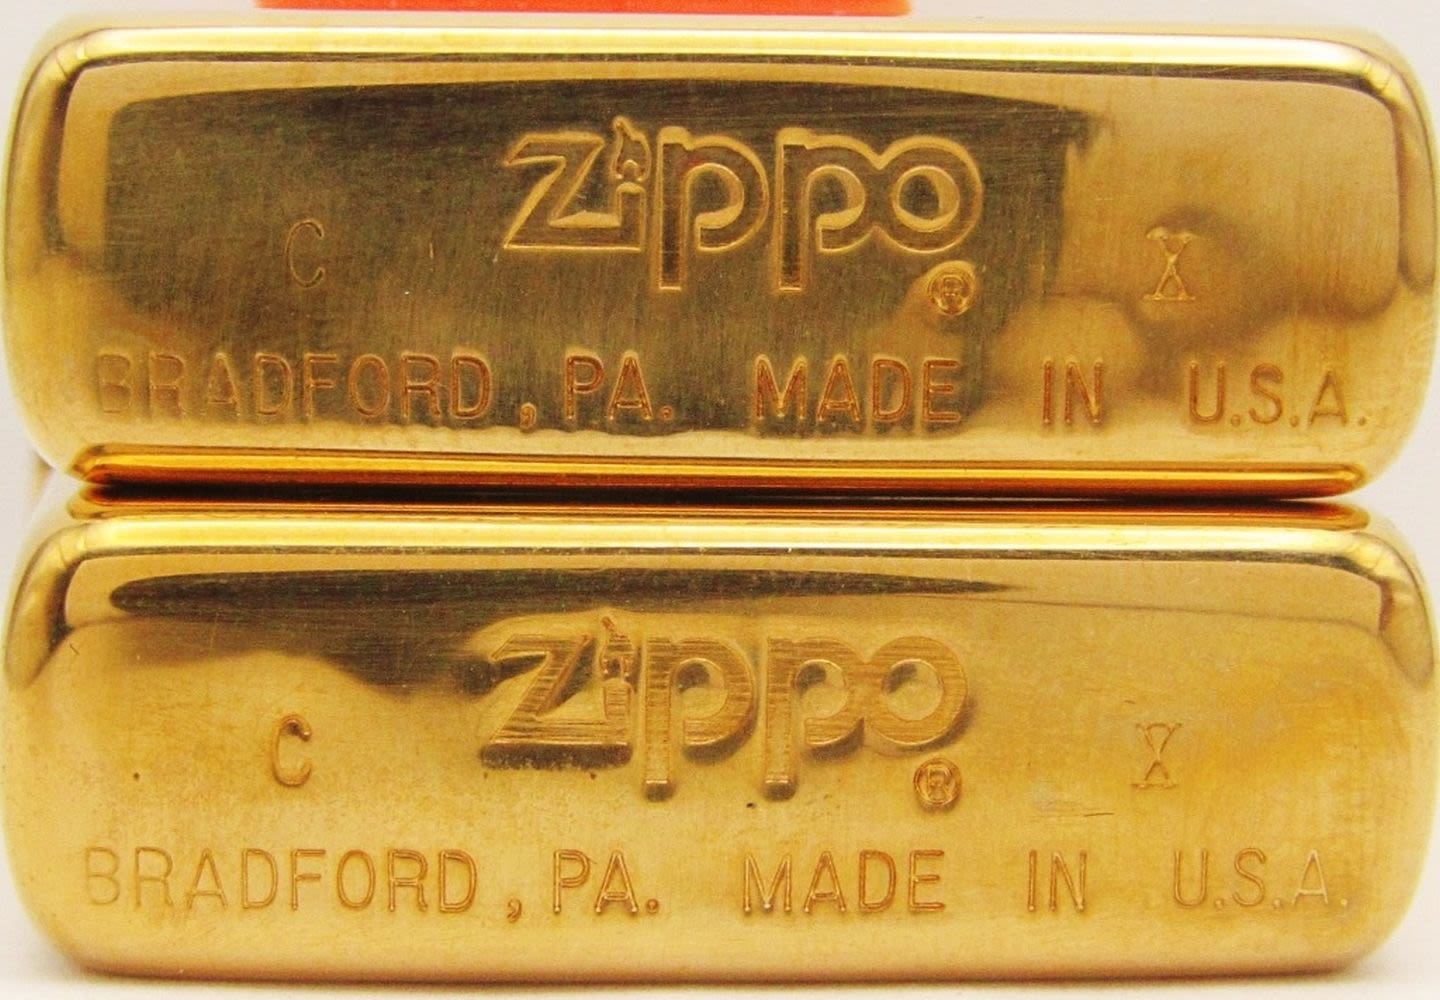 Zippo
®
C X
BRADFORD, PA. MADE IN U.S.A.
Zippo
®
C X
BRADFORD, PA. MADE IN U.S.A.